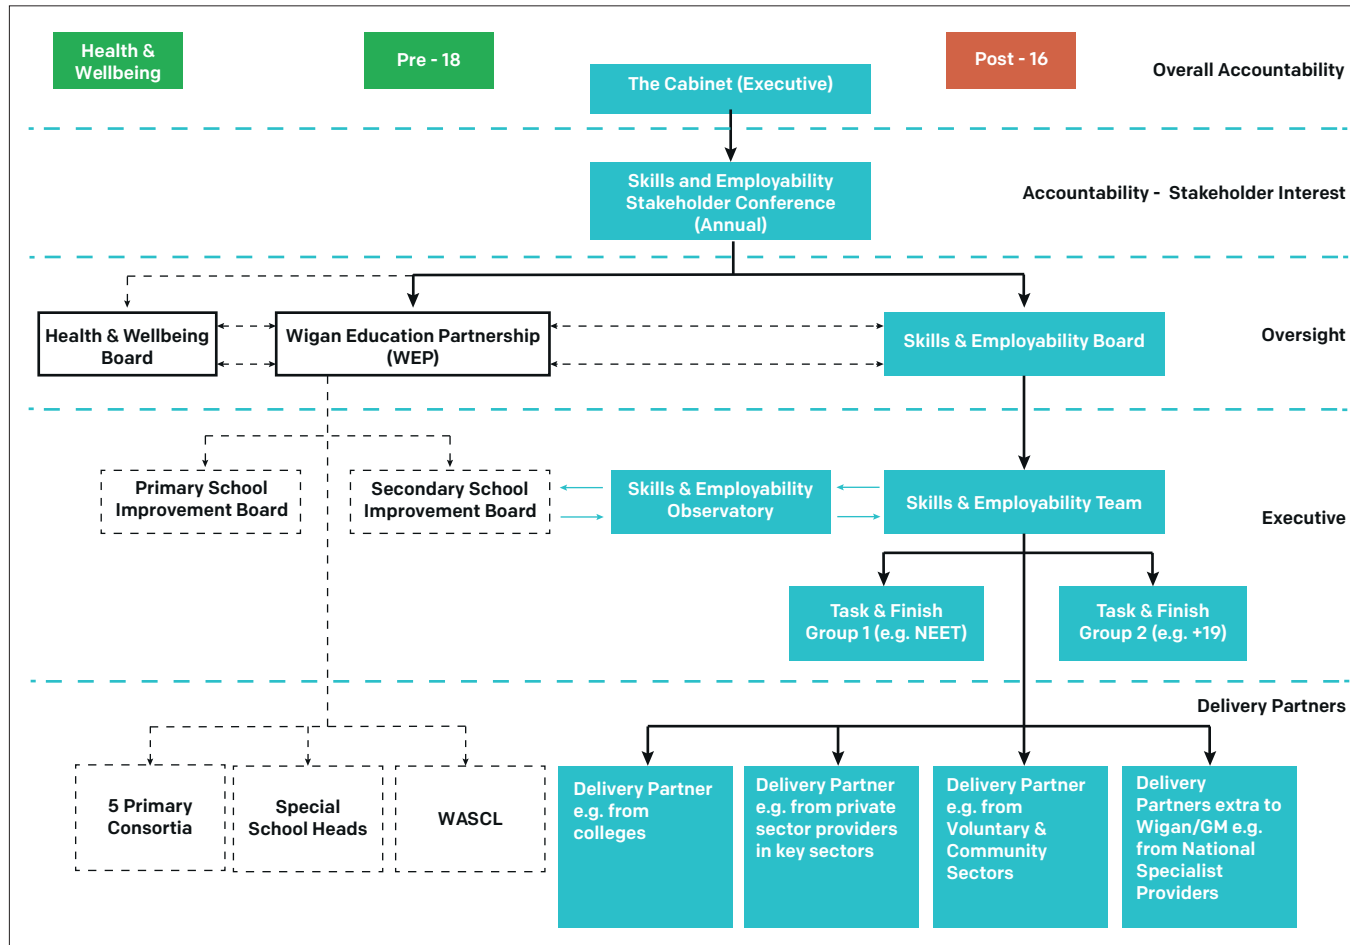 Health &
Wellbeing
Pre - 18
The Cabinet (Executive)
Post - 16
Overall Accountability
Skills and Employability
Stakeholder Conference
(Annual)
Accountability - Stakeholder Interest
Health & Wellbeing
Board
Wigan Education Partnership
(WEP)
Skills & Employability Board
Oversight
Primary School
Improvement Board
Secondary School
Improvement Board
Skills & Employability
Observatory
Skills & Employability Team
Executive
Task & Finish
Group 1 (e.g. NEET)
Task & Finish
Group 2 (e.g. +19)
Delivery Partners
5 Primary
Consortia
Special
School Heads
WASCL
Delivery Partner
e.g. from
colleges
Delivery Partner
e.g. from private
sector providers
in key sectors
Delivery Partner
e.g. from
Voluntary &
Community
Sectors
Delivery
Partners extra to
Wigan/GM e.g.
from National
Specialist
Providers